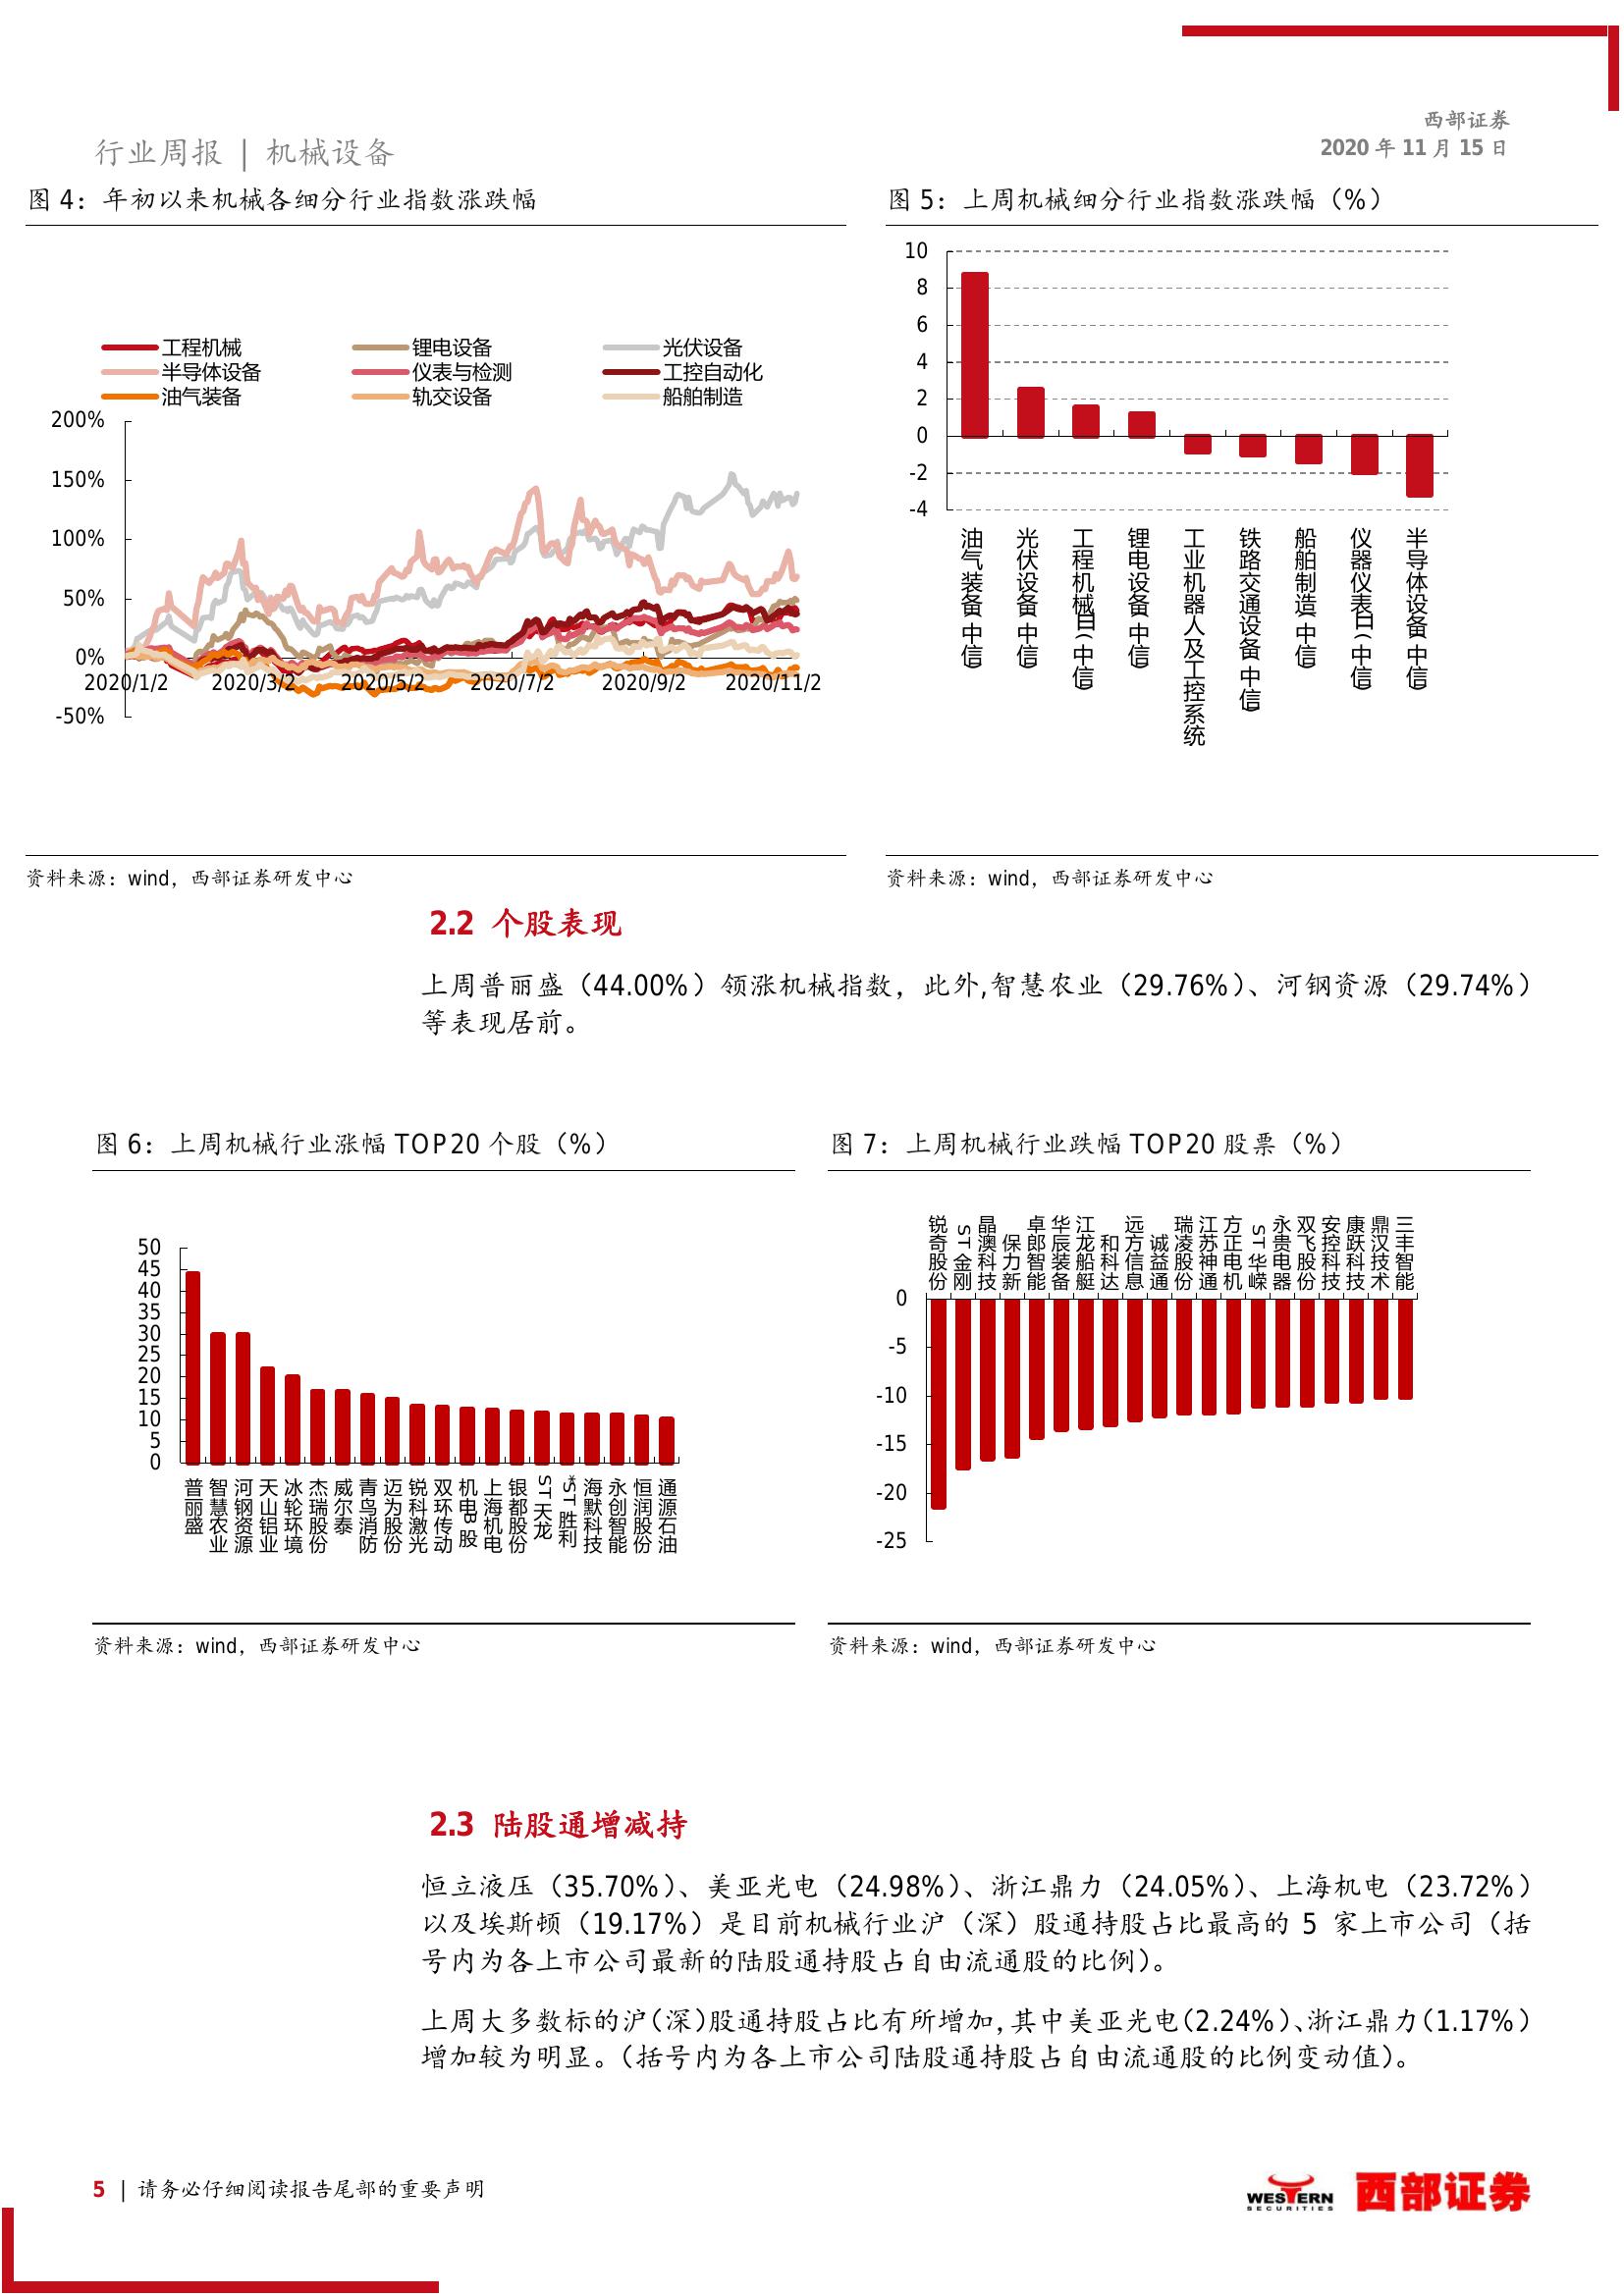 西部证券
2020 年 11 月 15 日
行业周报 | 机械设备
图 4：年初以来机械各细分行业指数涨跌幅
工程机械 锂电设备 光伏设备
半导体设备 仪表与检测 工控自动化
油气装备 轨交设备 船舶制造
200%
150%
100%
50%
0%
-50%
2020/1/2 2020/3/2 2020/5/2 2020/7/2 2020/9/2 2020/11/2
资料来源：wind，西部证券研发中心
图 5：上周机械细分行业指数涨跌幅（%）
10
8
6
4
2
0
-2
-4
油气装备(中信)
光伏设备(中信)
工程机械Ⅲ(中信)
锂电设备(中信)
工业机器人及工控系统
铁路交通设备(中信)
船舶制造(中信)
仪器仪表Ⅲ(中信)
半导体设备(中信)
资料来源：wind，西部证券研发中心
2.2 个股表现
上周普丽盛（44.00%）领涨机械指数，此外,智慧农业（29.76%）、河钢资源（29.74%）
等表现居前。
图 6：上周机械行业涨幅 TOP20 个股（%）
50
45
40
35
30
25
20
15
10
5
0
普丽盛
智慧农业
河钢资源
天山铝业
冰轮环境
杰瑞股份
威尔泰
青鸟消防
迈为股份
锐科激光
双环传动
机电B股
上海机电
银都股份
ST天龙
*ST胜利
海默科技
永创智能
恒润股份
通源石油
资料来源：wind，西部证券研发中心
图 7：上周机械行业跌幅 TOP20 股票（%）
锐奇股份
ST金刚
晶澳科技
保力新
卓郎智能
华辰装备
江龙船艇
和科达
远方信息
诚益通
瑞凌股份
江苏神通
方正电机
ST华嵘
永贵电器
双飞股份
安控科技
康跃科技
鼎汉技术
三丰智能
0
-5
-10
-15
-20
-25
资料来源：wind，西部证券研发中心
2.3 陆股通增减持
恒立液压（35.70%）、美亚光电（24.98%）、浙江鼎力（24.05%）、上海机电（23.72%）
以及埃斯顿（19.17%）是目前机械行业沪（深）股通持股占比最高的 5 家上市公司（括
号内为各上市公司最新的陆股通持股占自由流通股的比例）。
上周大多数标的沪（深）股通持股占比有所增加，其中美亚光电（2.24%）、浙江鼎力（1.17%）
增加较为明显。（括号内为各上市公司陆股通持股占自由流通股的比例变动值）。
5 | 请务必仔细阅读报告尾部的重要声明
WESTERN
SECURITIES
西部证券